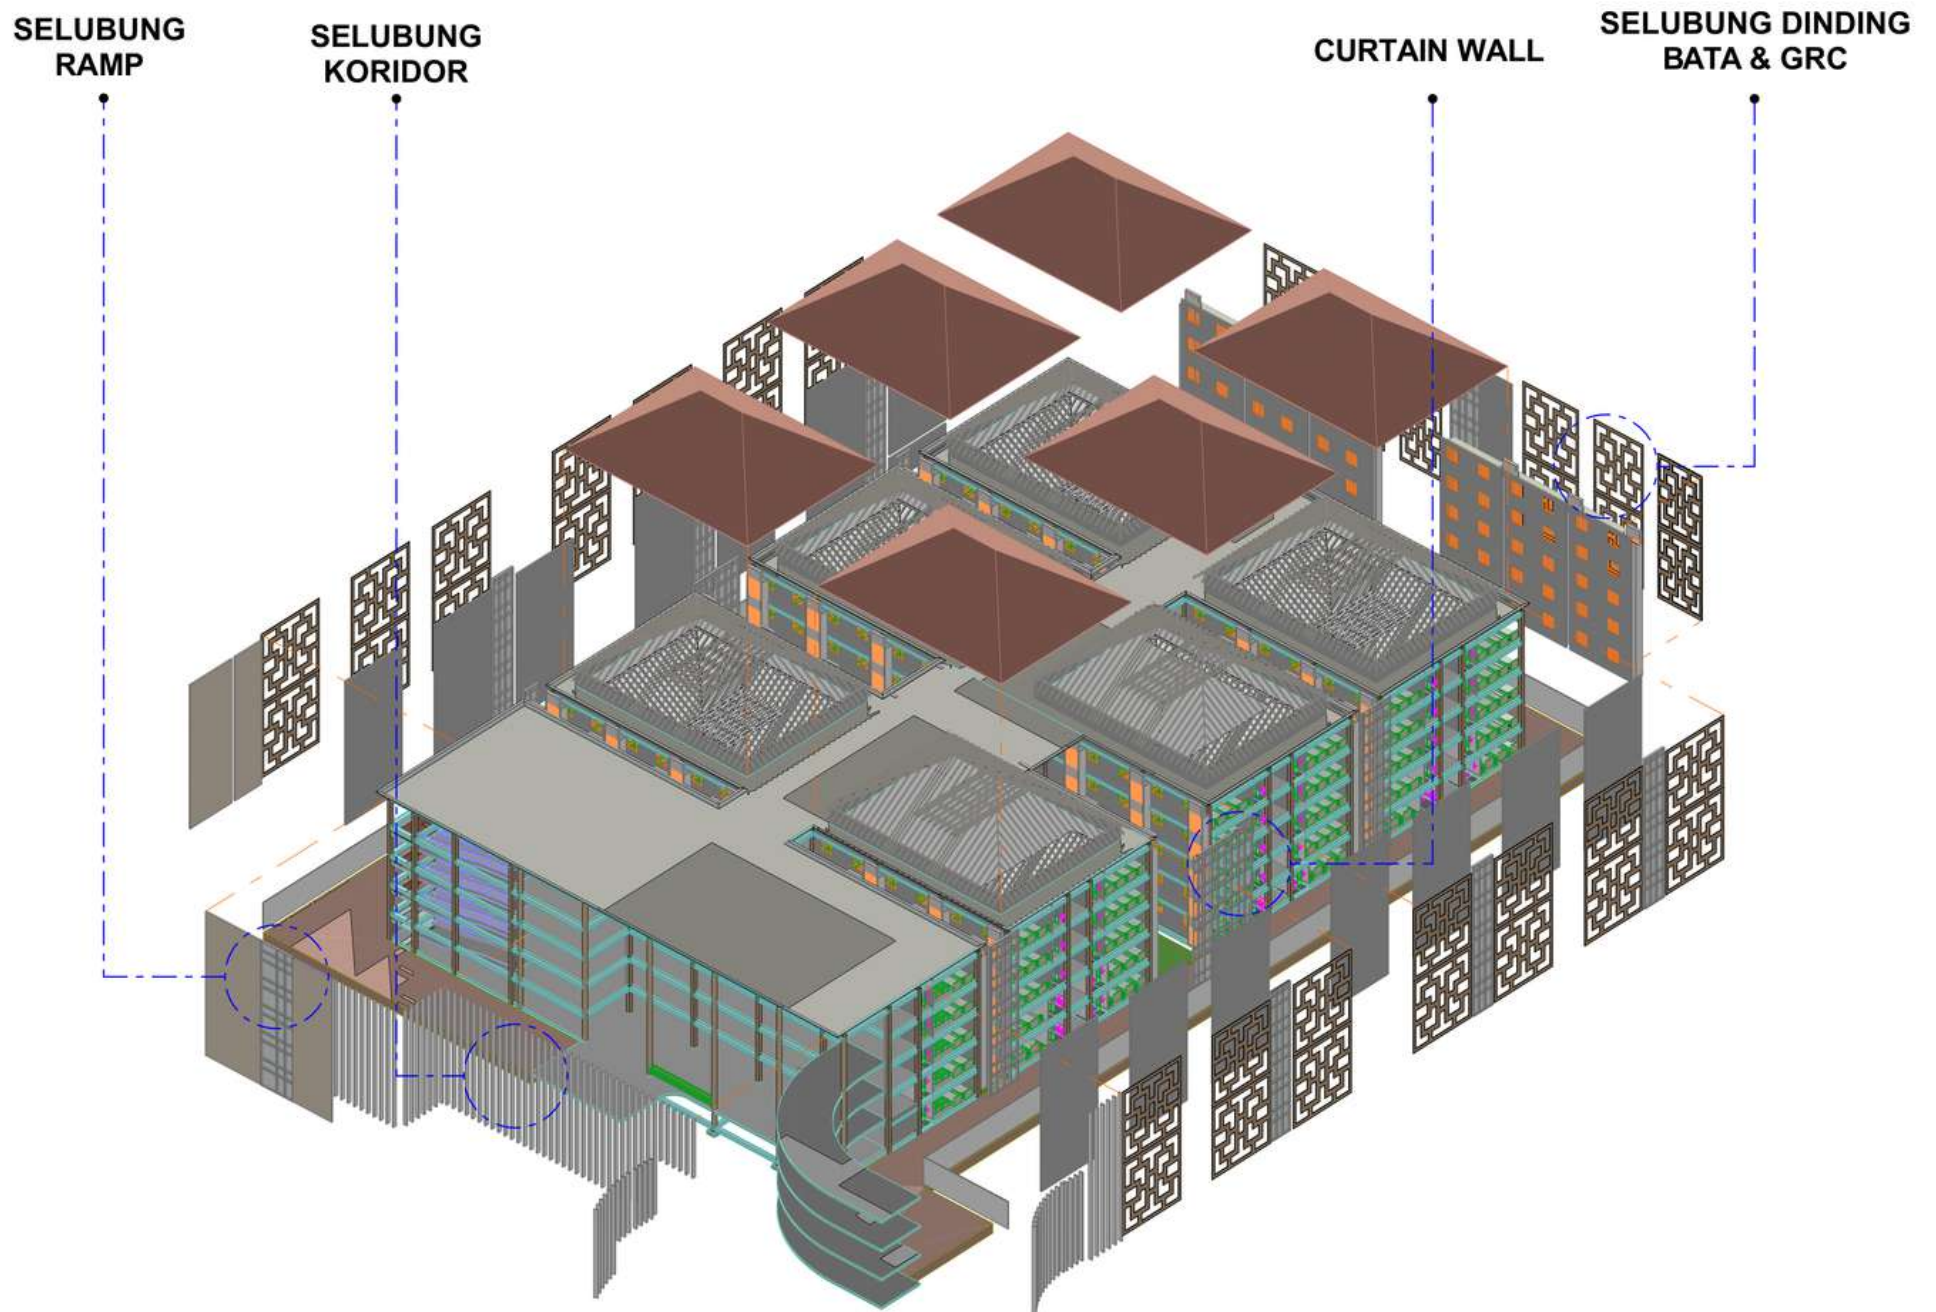 SELUBUNG
RAMP
SELUBUNG
KORIDOR
CURTAIN WALL
SELUBUNG DINDING
BATA & GRC